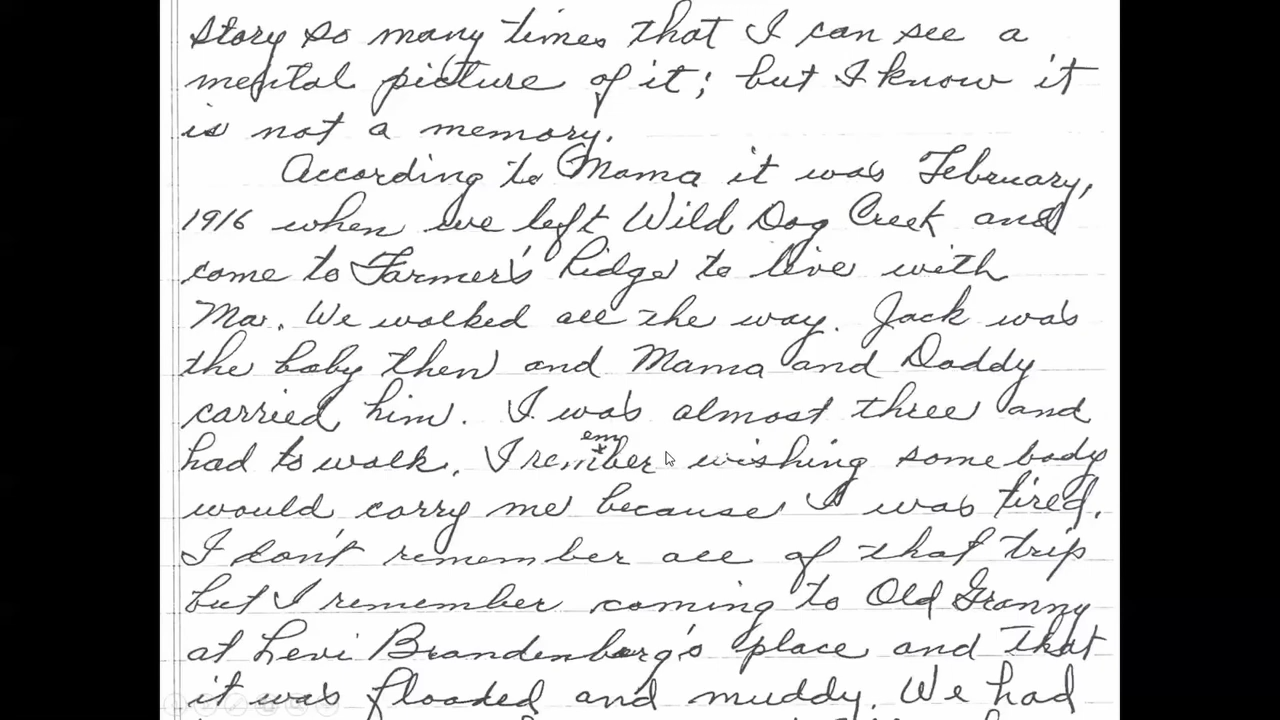 story so many times that I can see a
mental picture of it; but I know it
is not a memory.
According to Mama it was February,
1916 when we left Wild Dog Creek and
come to Farmer's Ridge to live with
Ma. We walked all the way. Jack was
the baby then and Mama and Daddy
carried him. I was almost three and
em
had to walk. I rember wishing somebody
would carry me because I was tired.
I don't remember all of that trip
but I remember coming to Old Granny
at Levi Brandenburg's place and that
it was flooded and muddy. We had